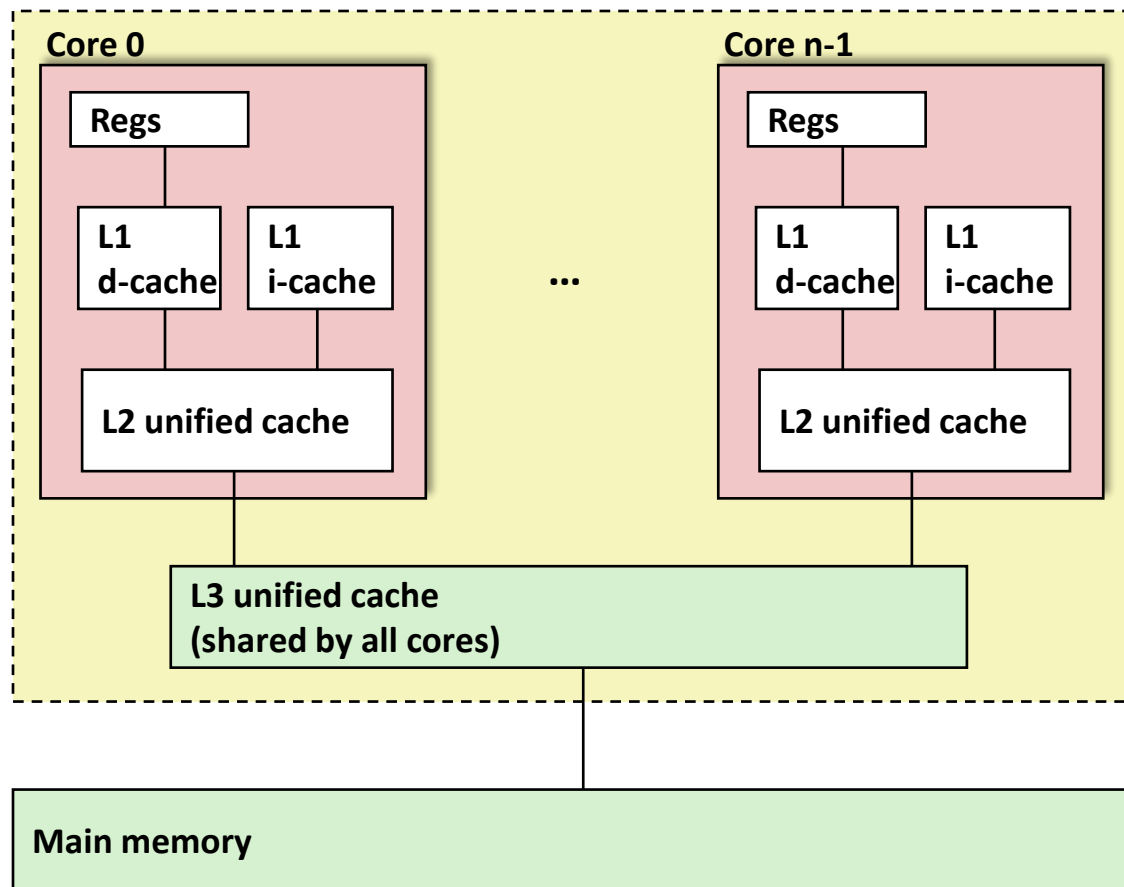 Core 0
Regs
L1
d-cache
L1
i-cache
L2 unified cache
...
Core n-1
Regs
L1
d-cache
L1
i-cache
L2 unified cache
L3 unified cache
(shared by all cores)
Main memory